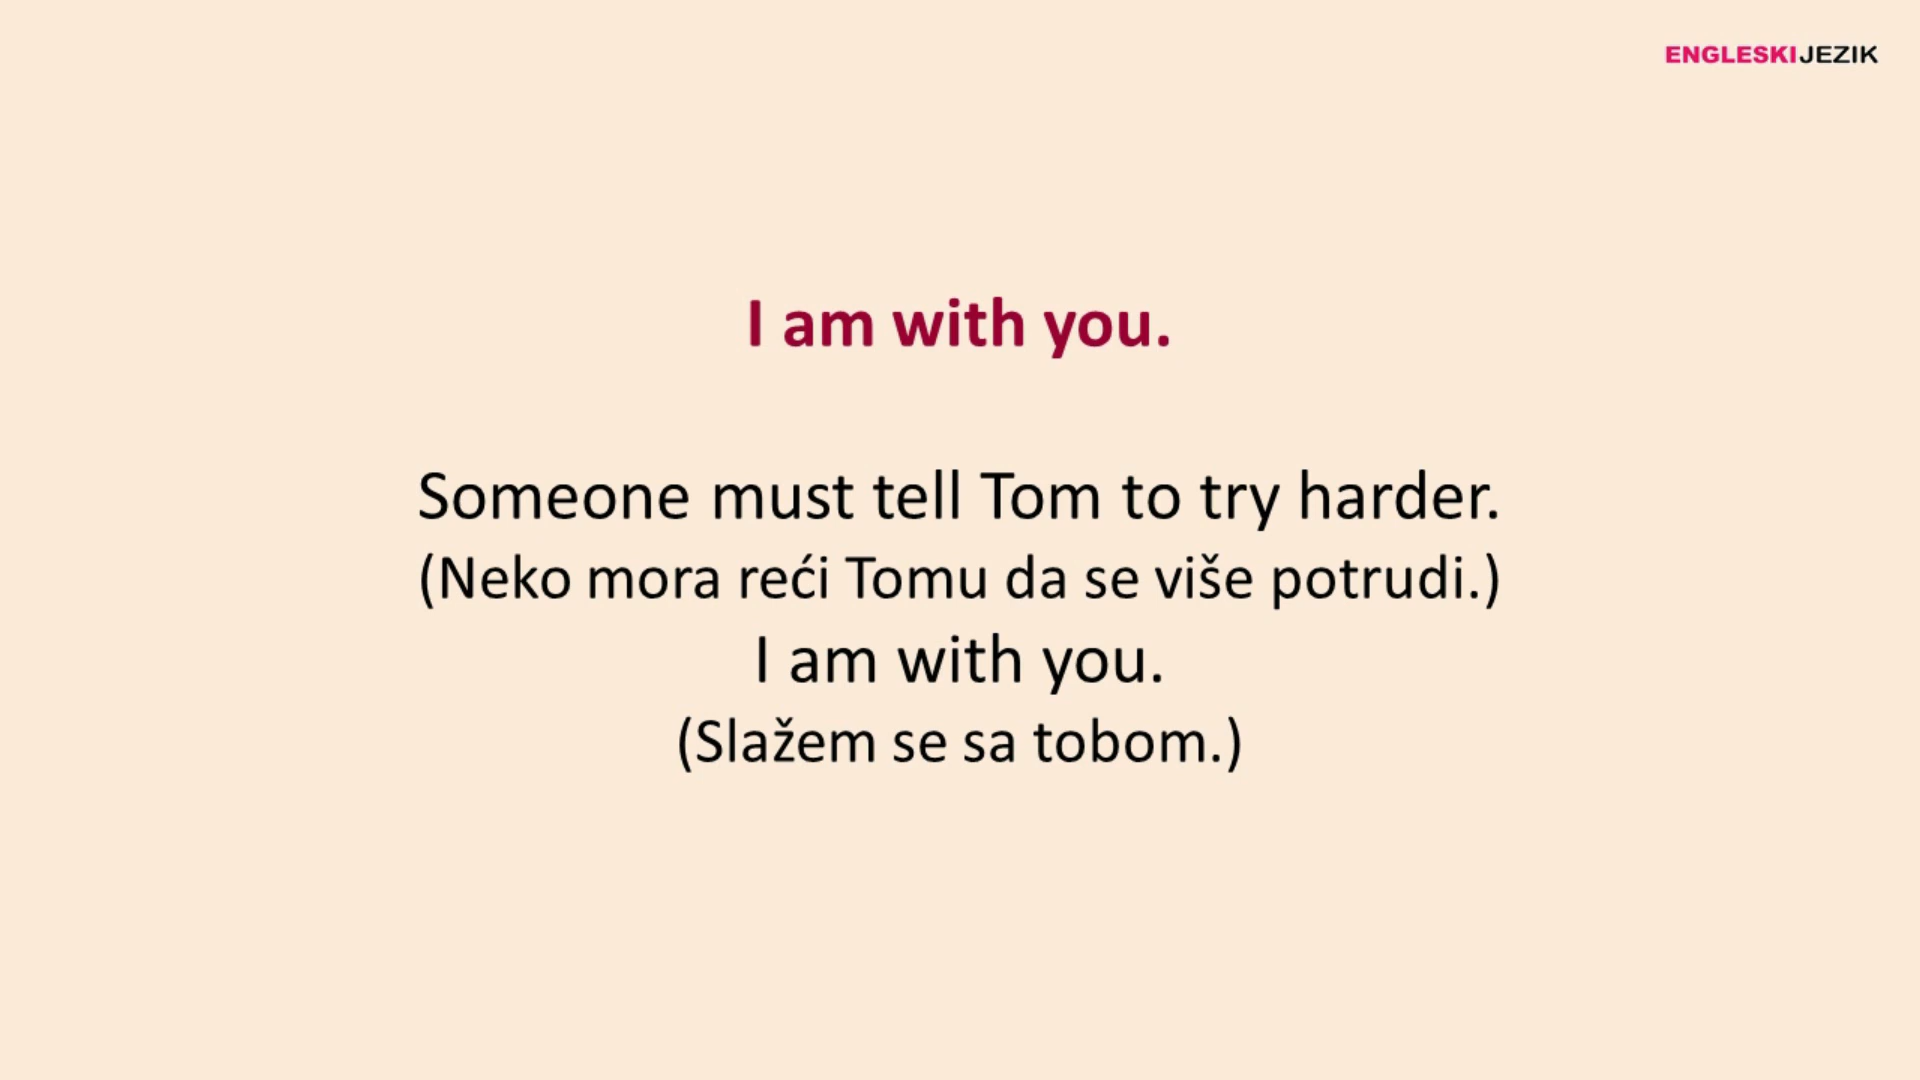 ENGLESKIJEZIK
I am with you.
Someone must tell Tom to try harder.
(Neko mora reći Tomu da se više potrudi.)
I am with you.
(Slažem se sa tobom.)